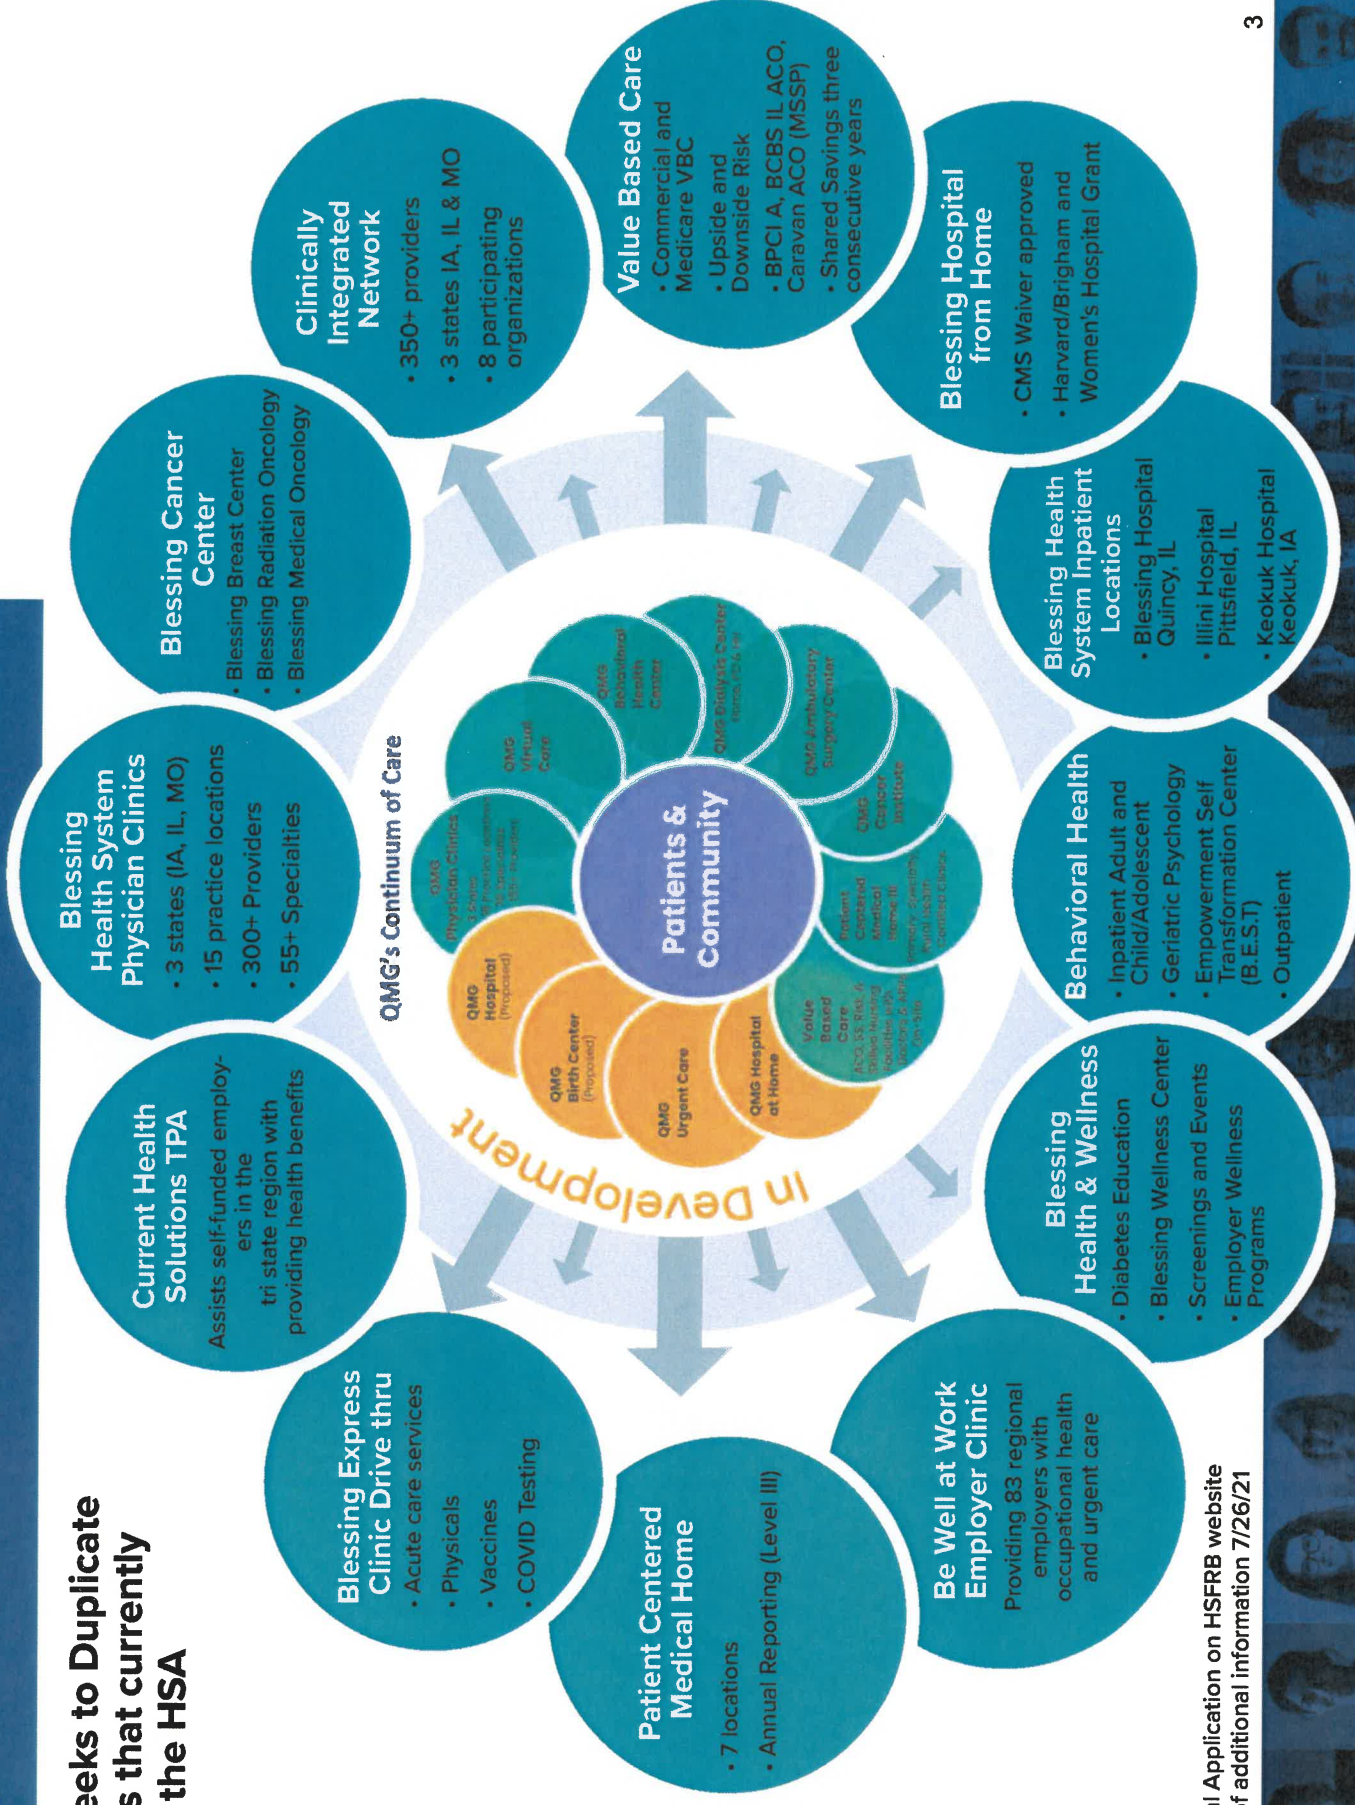 eeks to Duplicate
s that currently
the HSA
Blessing
Health System
Physician Clinics
• 3 states (IA, IL, MO)
• 15 practice locations
• 300+ Providers
• 55+ Specialties
Blessing Cancer
Center
• Blessing Breast Center
• Blessing Radiation Oncology
• Blessing Medical Oncology
Clinically
Integrated
Network
• 350+ providers
• 3 states IA, IL & MO
• 8 participating
organizations
Value Based Care
• Commercial and
Medicare VBC
• Upside and
Downside Risk
• BPCI A, BCBS IL ACO,
Caravan ACO (MSSP)
• Shared Savings three
consecutive years
Blessing Hospital
from Home
• CMS Waiver approved
• Harvard/Brigham and
Women's Hospital Grant
Blessing Health
System Inpatient
Locations
• Blessing Hospital
Quincy, IL
• Illini Hospital
Pittsfield, IL
• Keokuk Hospital
Keokuk, IA
Behavioral Health
• Inpatient Adult and
Child/Adolescent
• Geriatric Psychology
• Empowerment Self
Transformation Center
(B.E.S.T)
• Outpatient
Blessing
Health & Wellness
• Diabetes Education
• Blessing Wellness Center
• Screenings and Events
• Employer Wellness
Programs
Be Well at Work
Employer Clinic
Providing 83 regional
employers with
occupational health
and urgent care
Patient Centered
Medical Home
• 7 locations
• Annual Reporting (Level III)
Blessing Express
Clinic Drive thru
• Acute care services
• Physicals
• Vaccines
• COVID Testing
Current Health
Solutions TPA
Assists self-funded employ-
ers in the
tri state region with
providing health benefits
QMG's Continuum of Care
In Development
Patients &
Community
QMG
Physician Clinics
QMG
Virtual
Care
QMG
Behavioral
Health
Center
QMG Dialysis Center
QMG Ambulatory
Surgery Center
QMG
Cancer
Institute
Patient
Centered
Medical
Home
Value
Based
Care
QMG Hospital
at Home
QMG
Urgent Care
QMG
Birth Center
(Proposed)
QMG
Hospital
(Proposed)
l Application on HSFRB website
f additional information 7/26/21
3